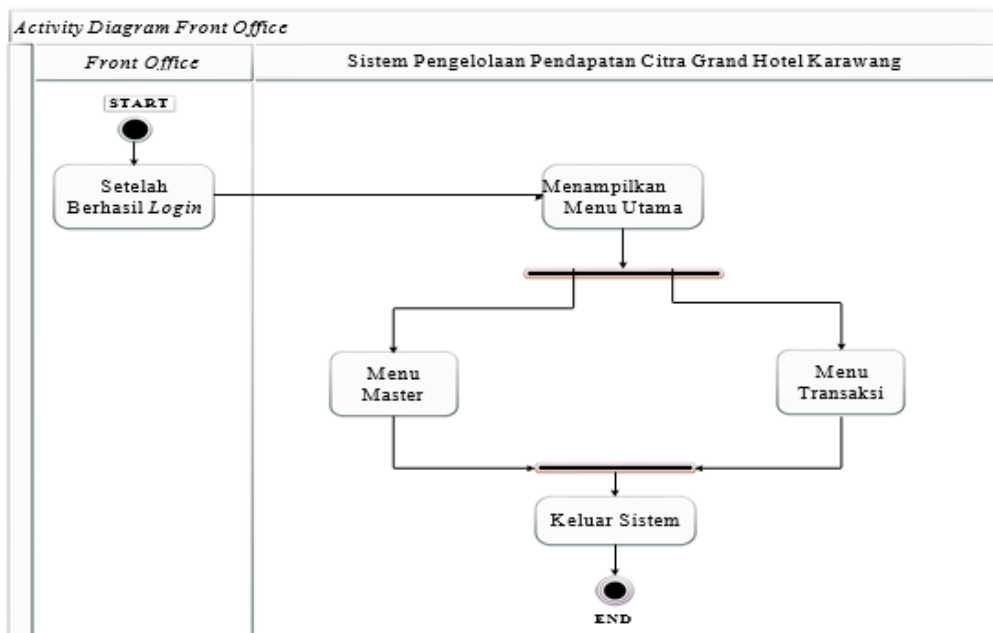 Activity Diagram Front Office
Front Office
Sistem Pengelolaan Pendapatan Citra Grand Hotel Karawang
START
Setelah
Berhasil Login
Menampilkan
Menu Utama
Menu
Master
Menu
Transaksi
Keluar Sistem
END